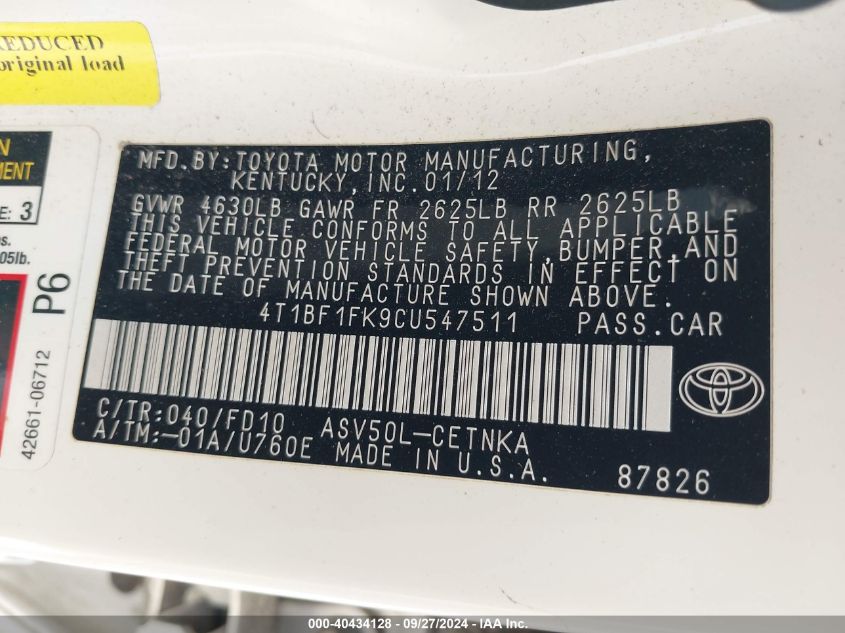 REDUCED
original load
N
MENT
E: 3
s.
05lb.
P6
42661-06712
MFD.BY:TOYOTA MOTOR MANUFACTURING,
KENTUCKY,INC.01/12
GVWR 4630LB GAWR FR 2625LB RR 2625LB
THIS VEHICLE CONFORMS TO ALL APPLICABLE
FEDERAL MOTOR VEHICLE SAFETY,BUMPER,AND
THEFT PREVENTION STANDARDS IN EFFECT ON
THE DATE OF MANUFACTURE SHOWN ABOVE.
4T1BF1FK9CU547511 PASS.CAR
C/TR:040/FD10 ASV50L-CETNKA
A/TM:-01A/U760E MADE IN U.S.A. 87826
000 - 40434128 - 09/27/2024 - IAA Inc.